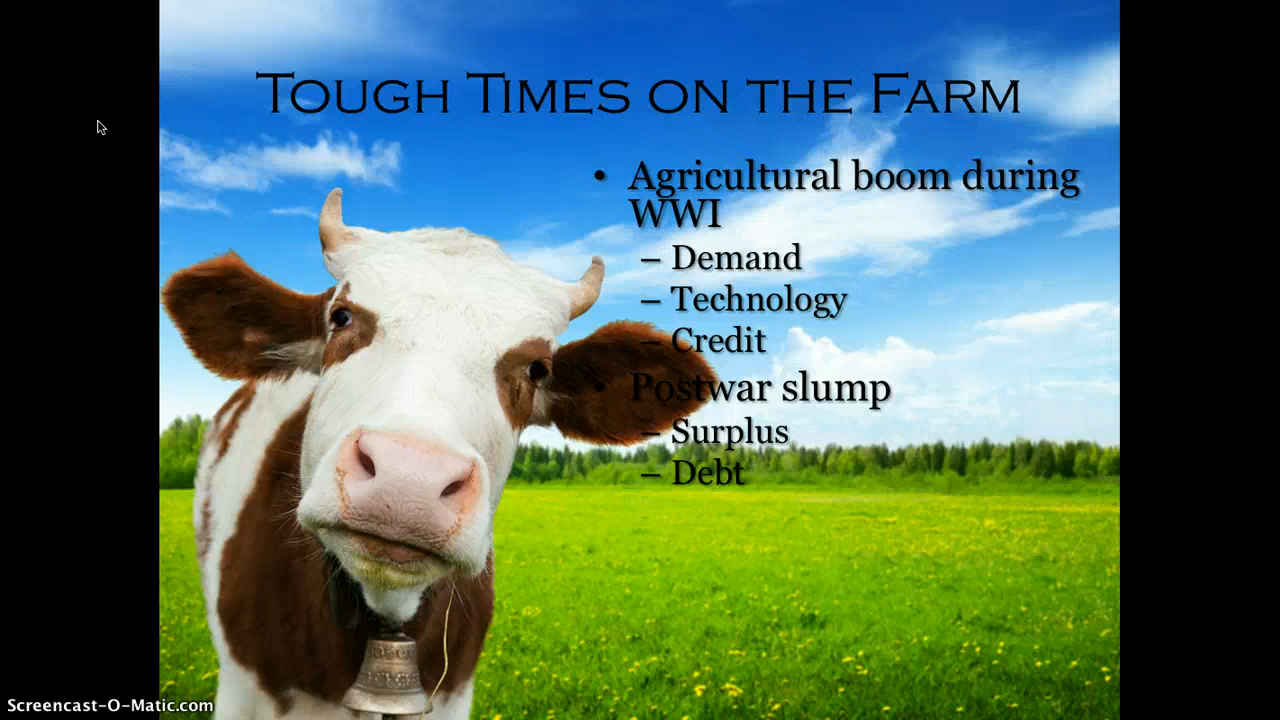 Tough Times on the Farm
• Agricultural boom during
WWI
– Demand
– Technology
– Credit
• Postwar slump
– Surplus
– Debt
Screencast-O-Matic.com